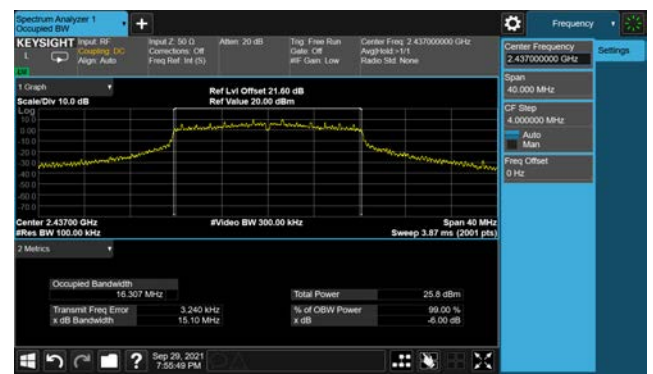 Spectrum Analyzer 1
Occupied BW
Frequency
KEYSIGHT
L
Input: RF
Coupling: DC
Align: Auto
Input Z: 50 Ω
Corrections: Off
Freq Ref: Int (S)
Atten: 20 dB
Trig: Free Run
Gate: Off
#IF Gain: Low
Center Freq: 2.437000000 GHz
Avg|Hold:>1/1
Radio Std: None
Center Frequency
2.437000000 GHz
Settings
Span
40.000 MHz
CF Step
4.000000 MHz
Auto
Man
Freq Offset
0 Hz
1 Graph
Scale/Div 10.0 dB
Ref Lvl Offset 21.60 dB
Ref Value 20.00 dBm
Log
10.0
0.00
-10.0
-20.0
-30.0
-40.0
-50.0
-60.0
-70.0
Center 2.43700 GHz
#Res BW 100.00 kHz
#Video BW 300.00 kHz
Span 40 MHz
Sweep 3.87 ms (2001 pts)
2 Metrics
Occupied Bandwidth
16.307 MHz
Total Power 25.8 dBm
Transmit Freq Error 3.240 kHz
% of OBW Power 99.00 %
x dB Bandwidth 15.10 MHz
x dB -6.00 dB
?
Sep 29, 2021
7:55:49 PM